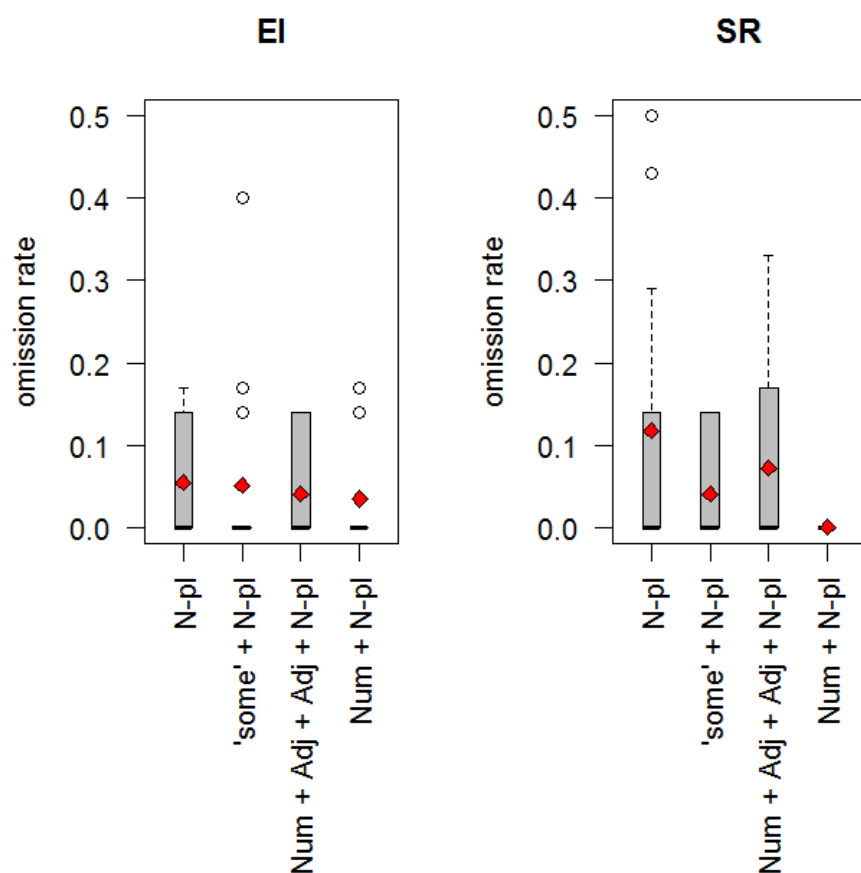 EI
omission rate
0.5
0.4
0.3
0.2
0.1
0.0
N-pl
'some' + N-pl
Num + Adj + Adj + N-pl
Num + N-pl
SR
omission rate
0.5
0.4
0.3
0.2
0.1
0.0
N-pl
'some' + N-pl
Num + Adj + Adj + N-pl
Num + N-pl